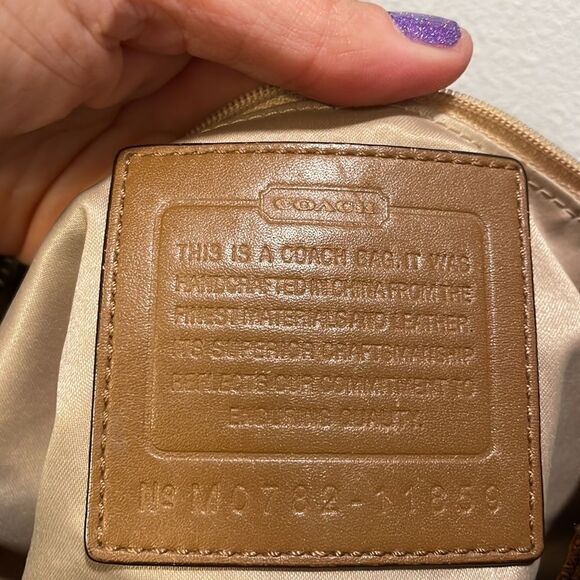 COACH
THIS IS A COACH BAG. IT WAS
HANDCRAFTED IN CHINA FROM THE
FINEST MATERIALS AND LEATHER.
ITS SUPERIOR CRAFTSMANSHIP
REFLECTS OUR COMMITMENT TO
ENDURING QUALITY.
No M0782-11859